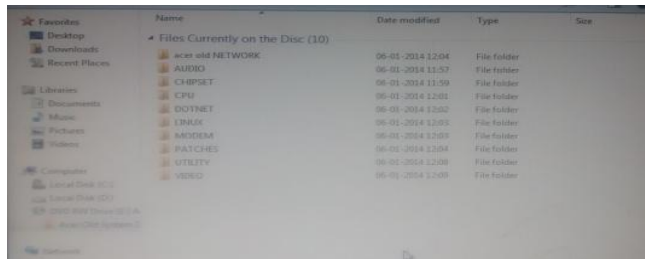 Favorites
Desktop
Downloads
Recent Places
Libraries
Documents
Music
Pictures
Videos
Computer
Local Disk (C:)
Local Disk (D:)
Network
Name Date modified Type Size
Files Currently on the Disc (10)
acer old NETWORK 06-01-2014 12:04 File folder
AUDIO 06-01-2014 11:57 File folder
CHIPSET 06-01-2014 11:59 File folder
CPU 06-01-2014 12:01 File folder
DOTNET 06-01-2014 12:02 File folder
LINUX 06-01-2014 12:03 File folder
MODEM 06-01-2014 12:03 File folder
PATCHES 06-01-2014 12:04 File folder
UTILITY 06-01-2014 12:08 File folder
VIDEO 06-01-2014 12:09 File folder